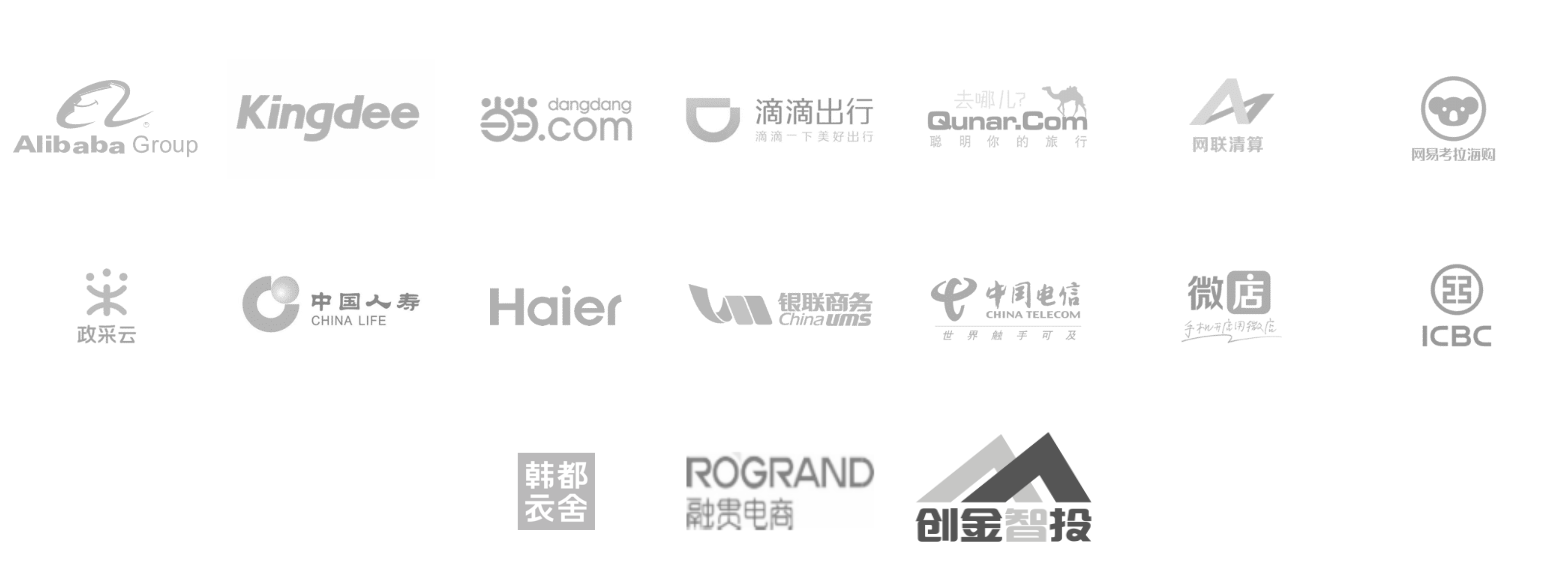 Alibaba Group
Kingdee
dangdang
当当.com
滴滴出行
滴滴一下 美好出行
去哪儿?
Qunar.Com
聪明你的旅行
网联清算
网易考拉海购
政采云
中国人寿
CHINA LIFE
Haier
银联商务
China ums
中国电信
CHINA TELECOM
世界触手可及
微店
手机开店用微店
ICBC
韩都
衣舍
ROGRAND
融贯电商
创金智投